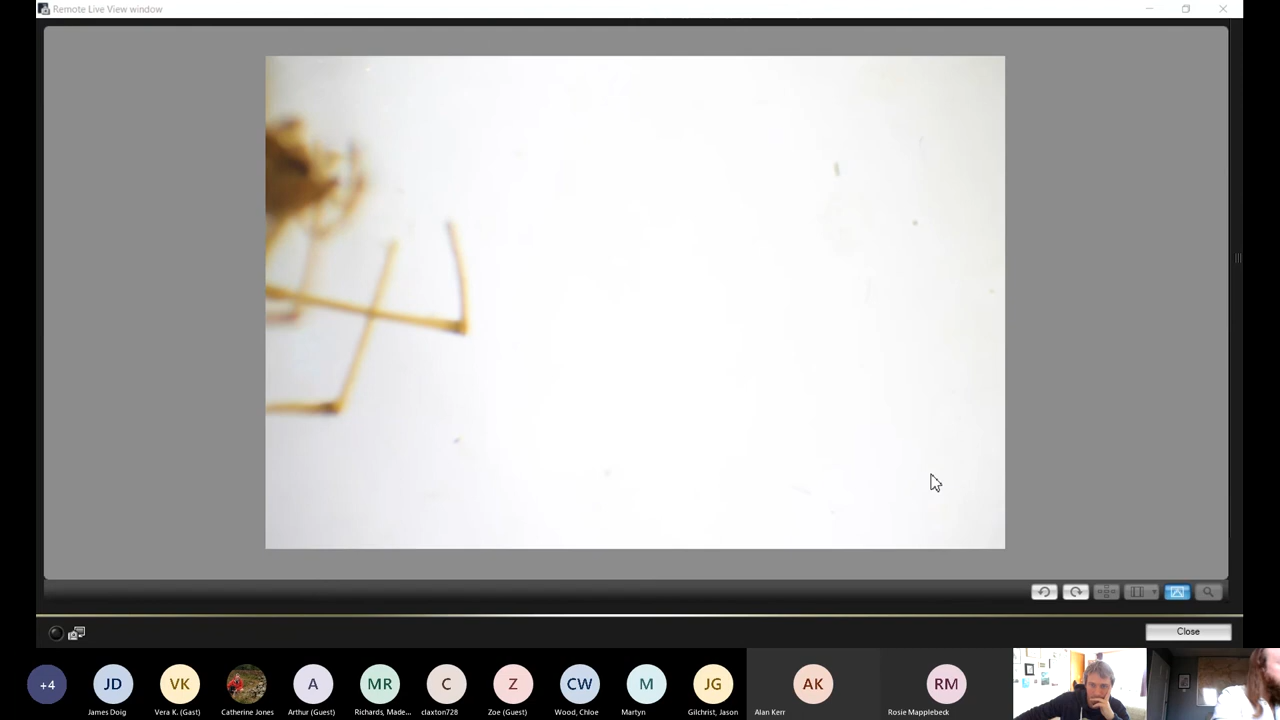 Remote Live View window
Close
+4
JD
VK
A
MR
C
Z
CW
M
JG
AK
RM
James Doig
Vera K. (Gast)
Catherine Jones
Arthur (Guest)
Richards, Made...
claxton728
Zoe (Guest)
Wood, Chloe
Martyn
Gilchrist, Jason
Alan Kerr
Rosie Mapplebeck